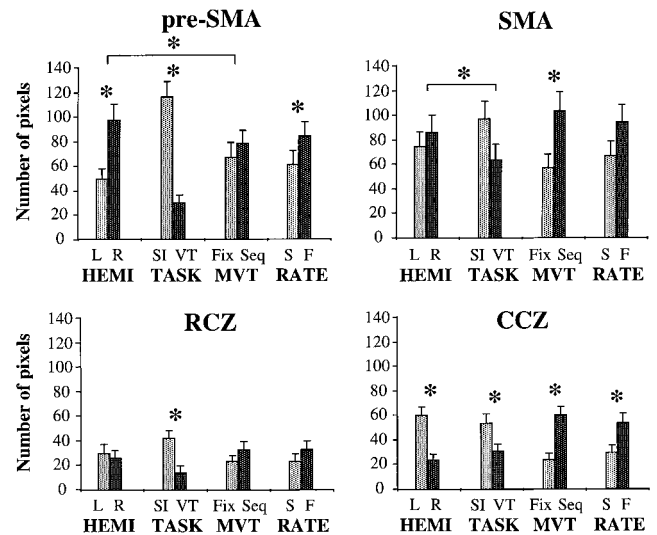 pre-SMA
SMA
*
* * *
* *
Number of pixels
140
120
100
80
60
40
20
0
140
120
100
80
60
40
20
0
L R SI VT Fix Seq S F
HEMI TASK MVT RATE
L R SI VT Fix Seq S F
HEMI TASK MVT RATE
RCZ
CCZ
*
* * * *
Number of pixels
140
120
100
80
60
40
20
0
140
120
100
80
60
40
20
0
L R SI VT Fix Seq S F
HEMI TASK MVT RATE
L R SI VT Fix Seq S F
HEMI TASK MVT RATE